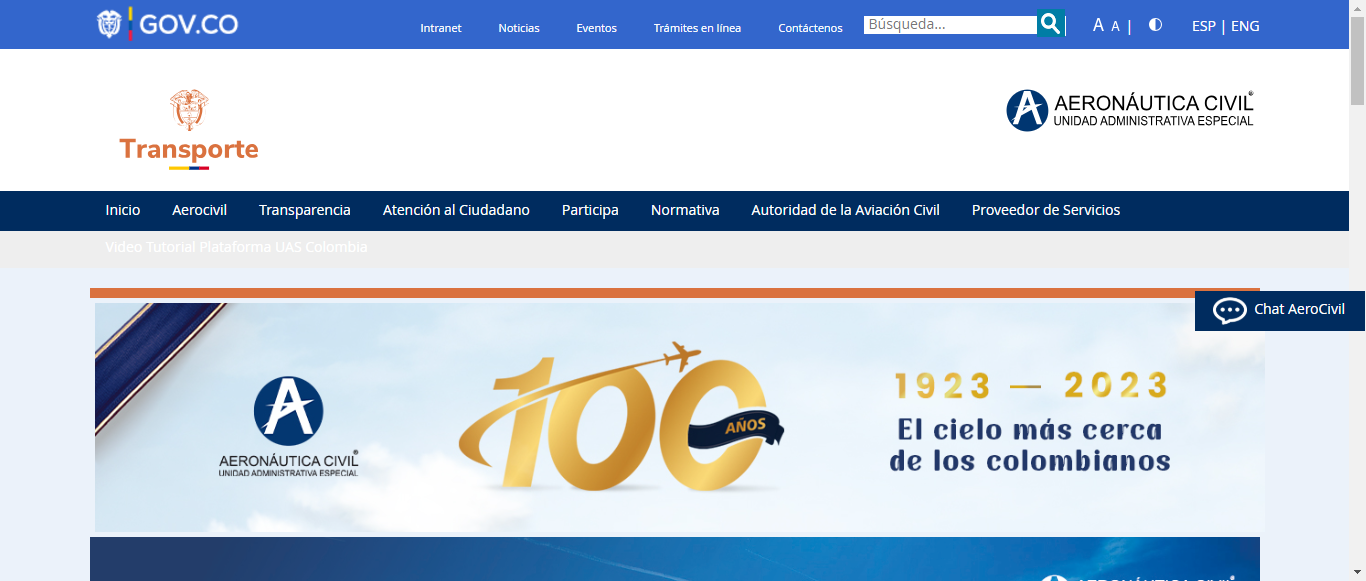 GOV.CO
Intranet Noticias Eventos Trámites en línea Contáctenos Búsqueda... A A | ESP | ENG
Transporte
AERONÁUTICA CIVIL®
UNIDAD ADMINISTRATIVA ESPECIAL
Inicio Aerocivil Transparencia Atención al Ciudadano Participa Normativa Autoridad de la Aviación Civil Proveedor de Servicios
Video Tutorial Plataforma UAS Colombia
Chat AeroCivil
AERONÁUTICA CIVIL
UNIDAD ADMINISTRATIVA ESPECIAL
100
AÑOS
1923 — 2023
El cielo más cerca
de los colombianos